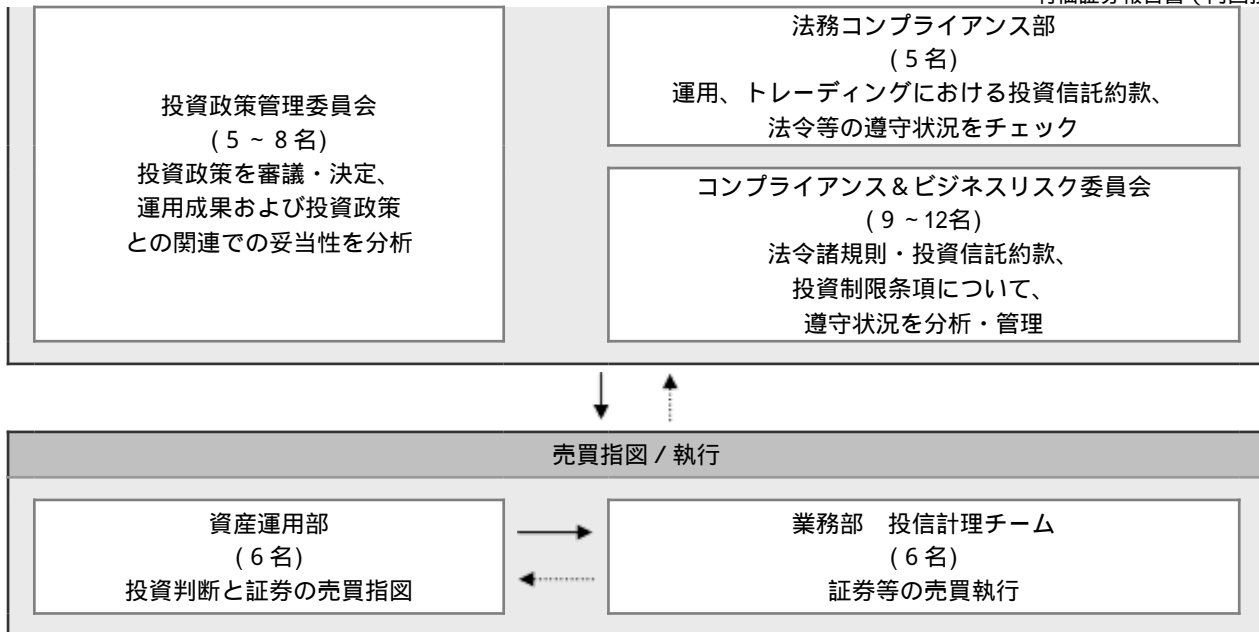 投資政策管理委員会
(5~8名)
投資政策を審議・決定、
運用成果および投資政策
との関連での妥当性を分析
法務コンプライアンス部
(5名)
運用、トレーディングにおける投資信託約款、
法令等の遵守状況をチェック
コンプライアンス&ビジネスリスク委員会
(9~12名)
法令諸規則・投資信託約款、
投資制限条項について、
遵守状況を分析・管理
売買指図/執行
資産運用部
(6名)
投資判断と証券の売買指図
業務部 投信計理チーム
(6名)
証券等の売買執行